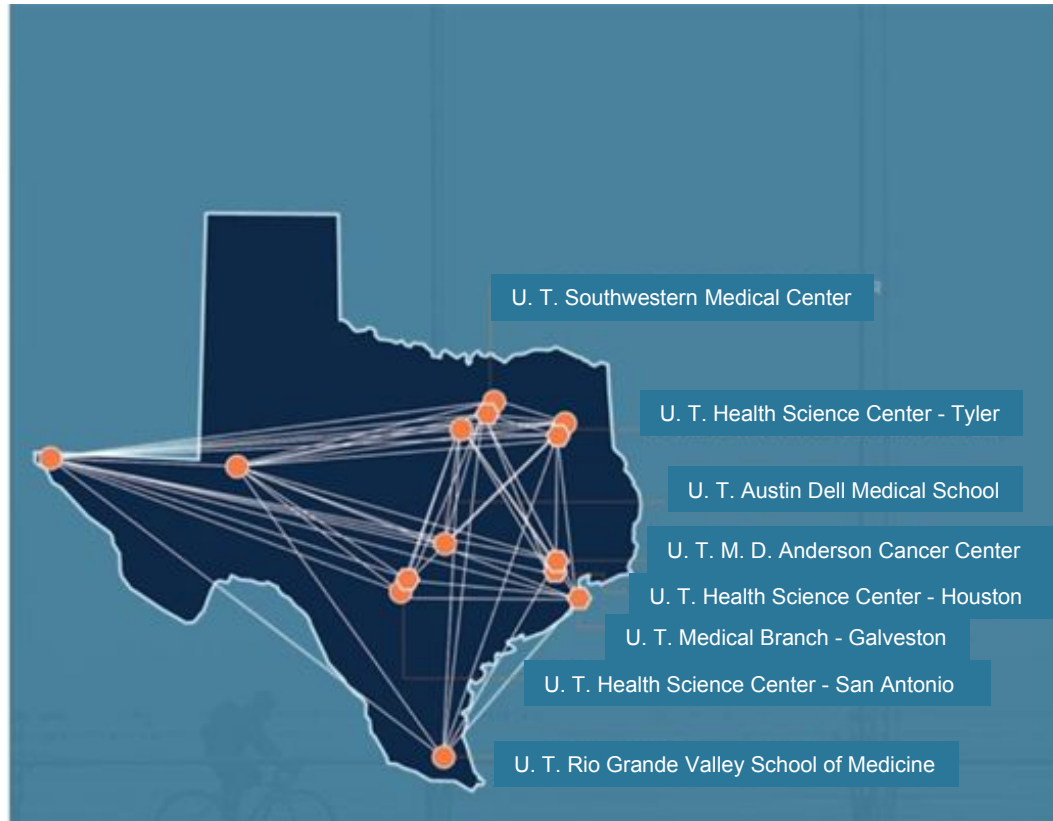 U. T. Southwestern Medical Center
U. T. Health Science Center - Tyler
U. T. Austin Dell Medical School
U. T. M. D. Anderson Cancer Center
U. T. Health Science Center - Houston
U. T. Medical Branch - Galveston
U. T. Health Science Center - San Antonio
U. T. Rio Grande Valley School of Medicine